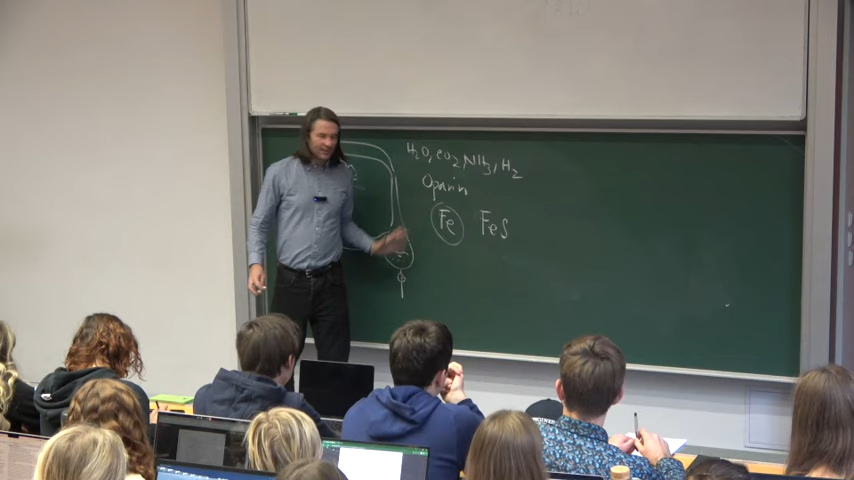 H₂O, CO₂, NH₃, H₂
Oparin
Fe FeS